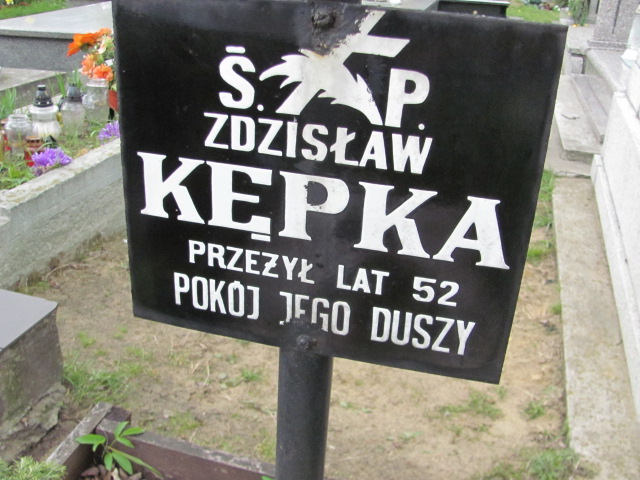 Ś. P.
ZDZISŁAW
KĘPKA
PRZEŻYŁ LAT 52
POKÓJ JEGO DUSZY